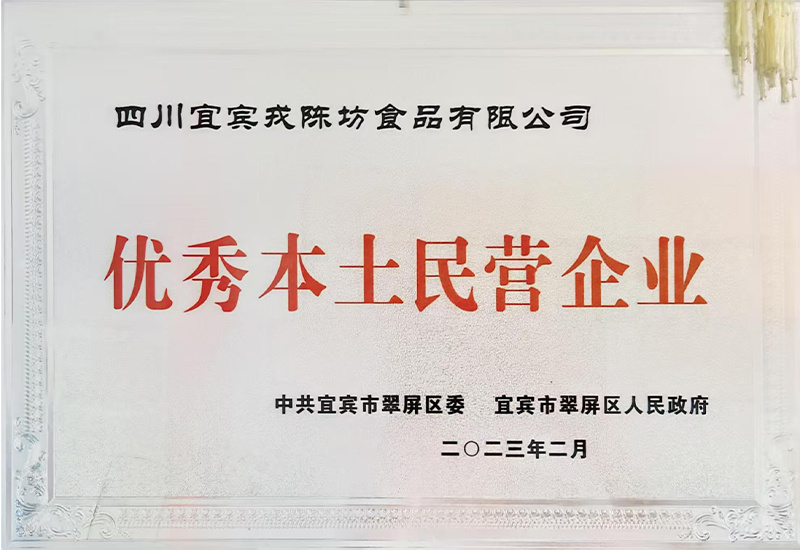 四川宜宾戎陈坊食品有限公司
优秀本土民营企业
中共宜宾市翠屏区委 宜宾市翠屏区人民政府
二〇二三年二月